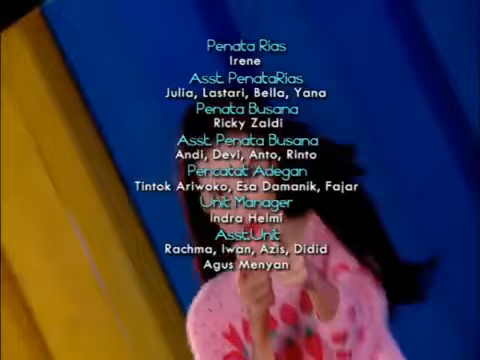 Penata Rias
Irene
Asst. PenataRias
Julia, Lastari, Bella, Yana
Penata Busana
Ricky Zaldi
Asst. Penata Busana
Andi, Devi, Anto, Rinto
Pencatat Adegan
Tintok Ariwoko, Esa Damanik, Fajar
Unit Manager
Indra Helmi
Asst.Unit
Rachma, Iwan, Azis, Didid
Agus Menyan